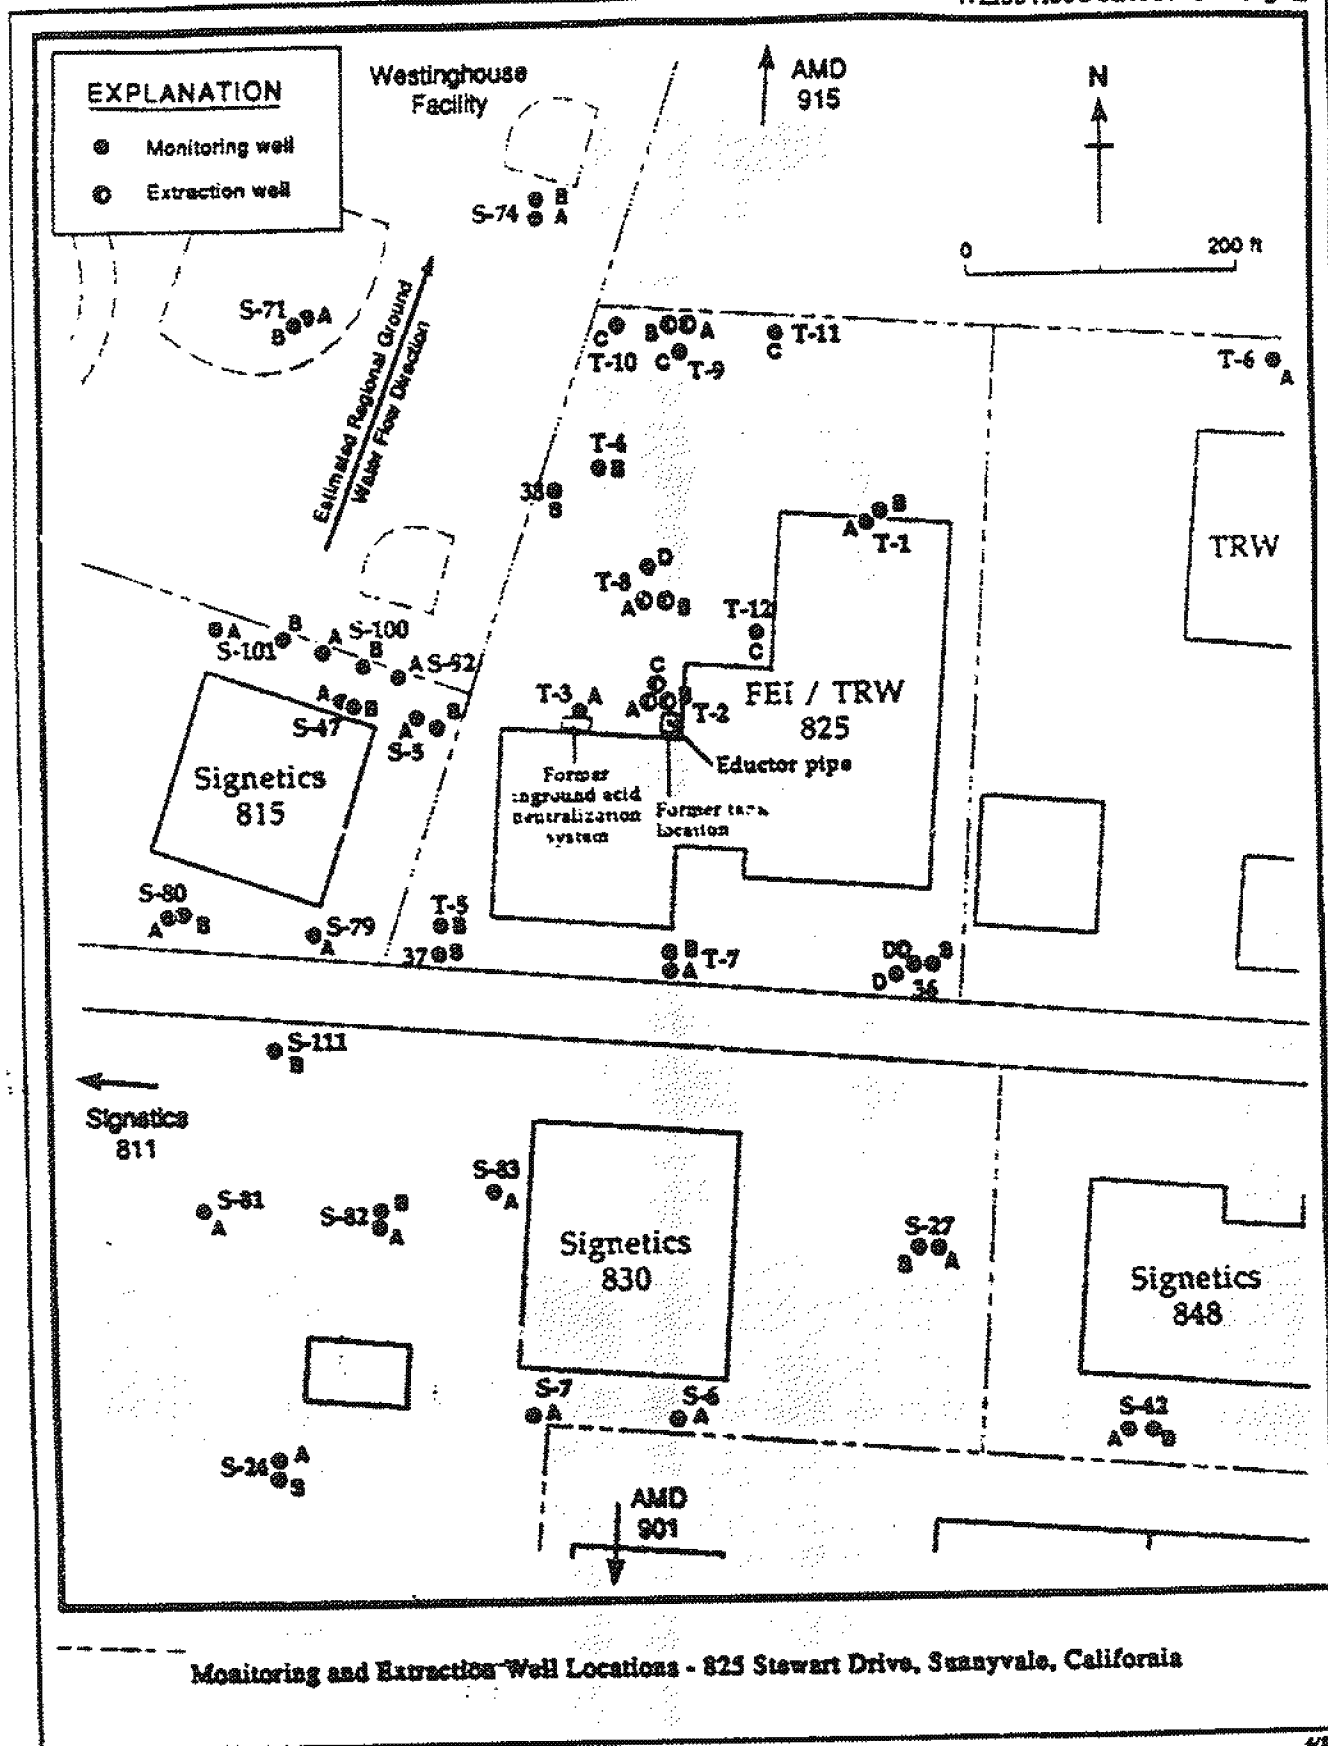 EXPLANATION
Monitoring well
Extraction well
Westinghouse
Facility
AMD
915
N
0
200 ft
S-74
B
A
S-71
A
B
Estimated Regional Ground
Water Flow Direction
C
T-10
B
A
C
T-9
T-11
C
T-6
A
T-4
B
38
B
B
A
T-1
TRW
D
T-8
A
B
T-12
C
A
S-101
B
S-100
A
B
A
S-92
A
B
S-47
A
B
S-5
T-3
A
C
A
B
T-2
FEI / TRW
825
Eductor pipe
Signetics
815
Former
inground acid
neutralization
system
Former tank
location
S-80
A
B
S-79
A
T-5
B
37
B
B
T-7
A
DD
B
D
36
S-111
B
Signetics
811
S-83
A
S-81
A
S-82
B
A
Signetics
830
S-27
B
A
Signetics
848
S-7
A
S-6
A
S-42
A
B
S-24
A
B
AMD
901
Monitoring and Extraction Well Locations - 825 Stewart Drive, Sunnyvale, California